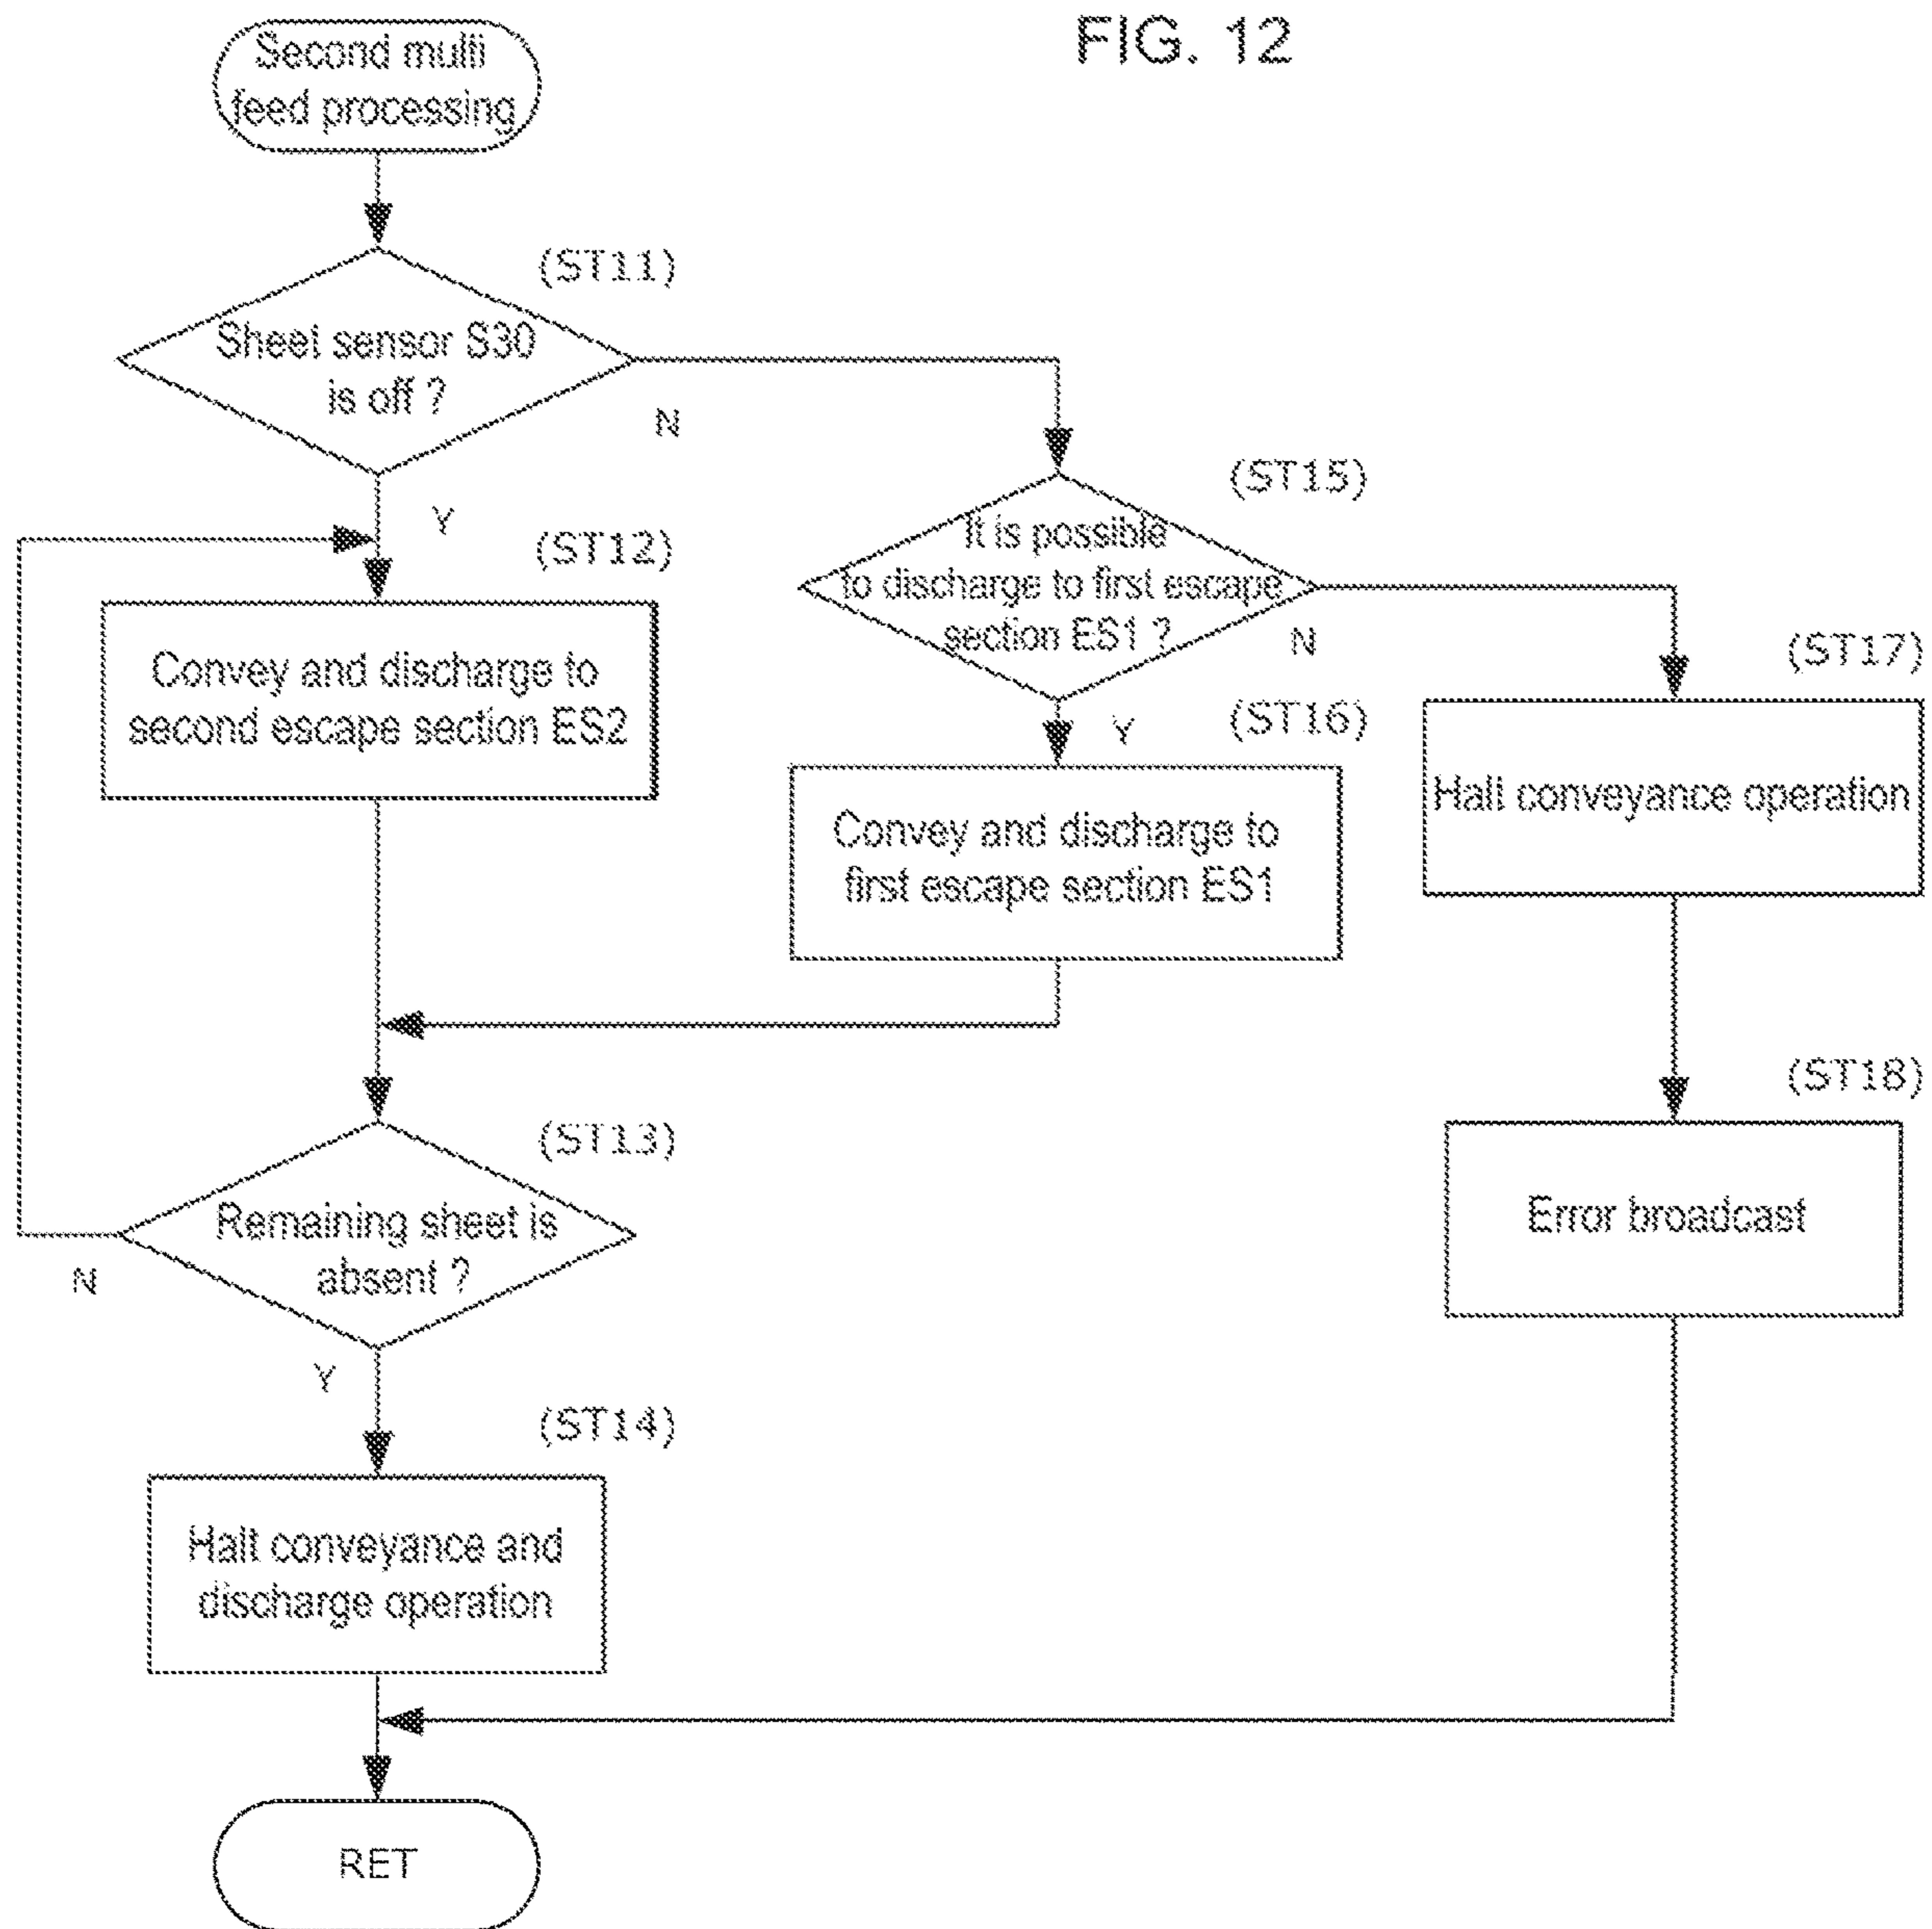 FIG. 12
Second multi
feed processing
(ST11)
Sheet sensor S30
is off ?
N
Y
(ST12)
Convey and discharge to
second escape section ES2
(ST15)
It is possible
to discharge to first escape
section ES1 ?
N
Y
(ST16)
Convey and discharge to
first escape section ES1
(ST17)
Halt conveyance operation
(ST18)
Error broadcast
(ST13)
Remaining sheet is
absent ?
N
Y
(ST14)
Halt conveyance and
discharge operation
RET